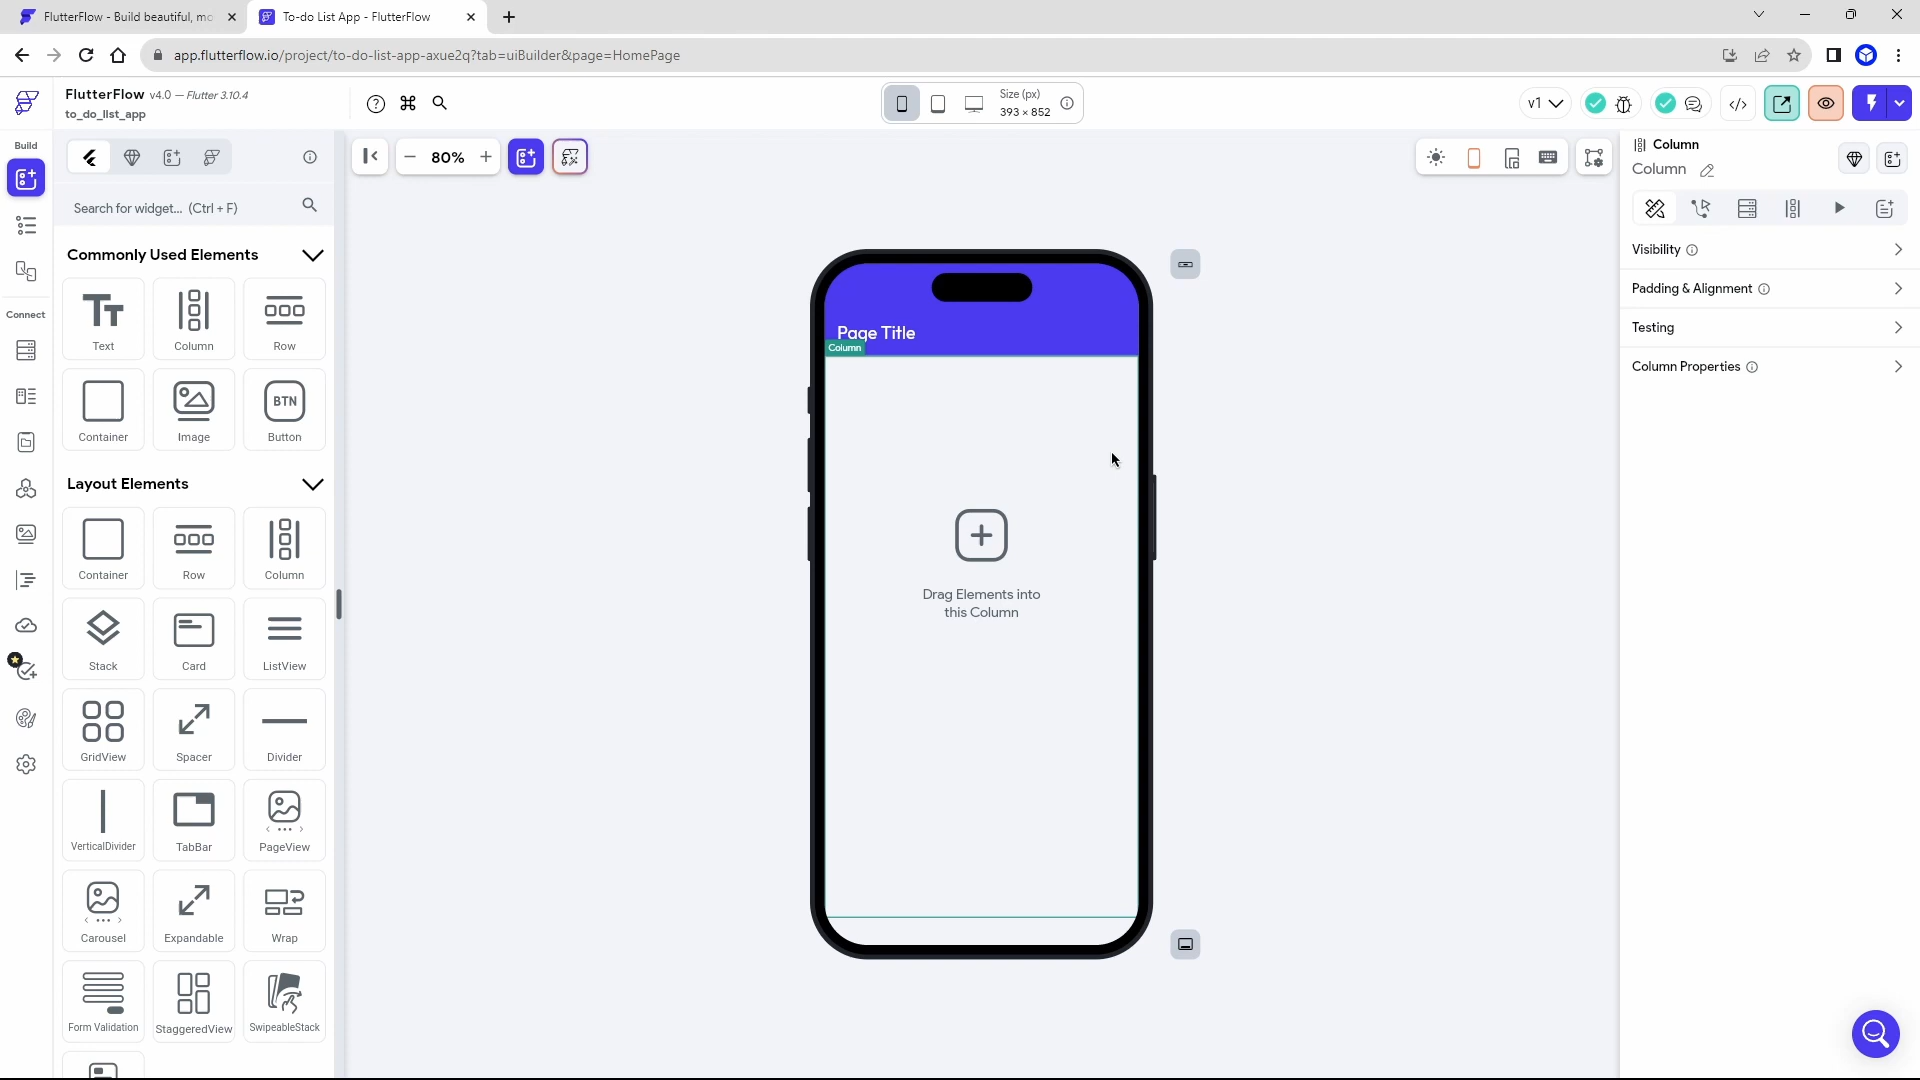 FlutterFlow - Build beautiful, mo
To-do List App - FlutterFlow
app.flutterflow.io/project/to-do-list-app-axue2q?tab=uiBuilder&page=HomePage
FlutterFlow v4.0 — Flutter 3.10.4
to_do_list_app
Size (px)
393 × 852
v1
Build
Connect
Search for widget... (Ctrl + F)
Commonly Used Elements
Text
Column
Row
Container
Image
Button
BTN
Layout Elements
Container
Row
Column
Stack
Card
ListView
GridView
Spacer
Divider
VerticalDivider
TabBar
PageView
Carousel
Expandable
Wrap
Form Validation
StaggeredView
SwipeableStack
80%
Page Title
Column
Drag Elements into
this Column
Column
Column
Visibility
Padding & Alignment
Testing
Column Properties